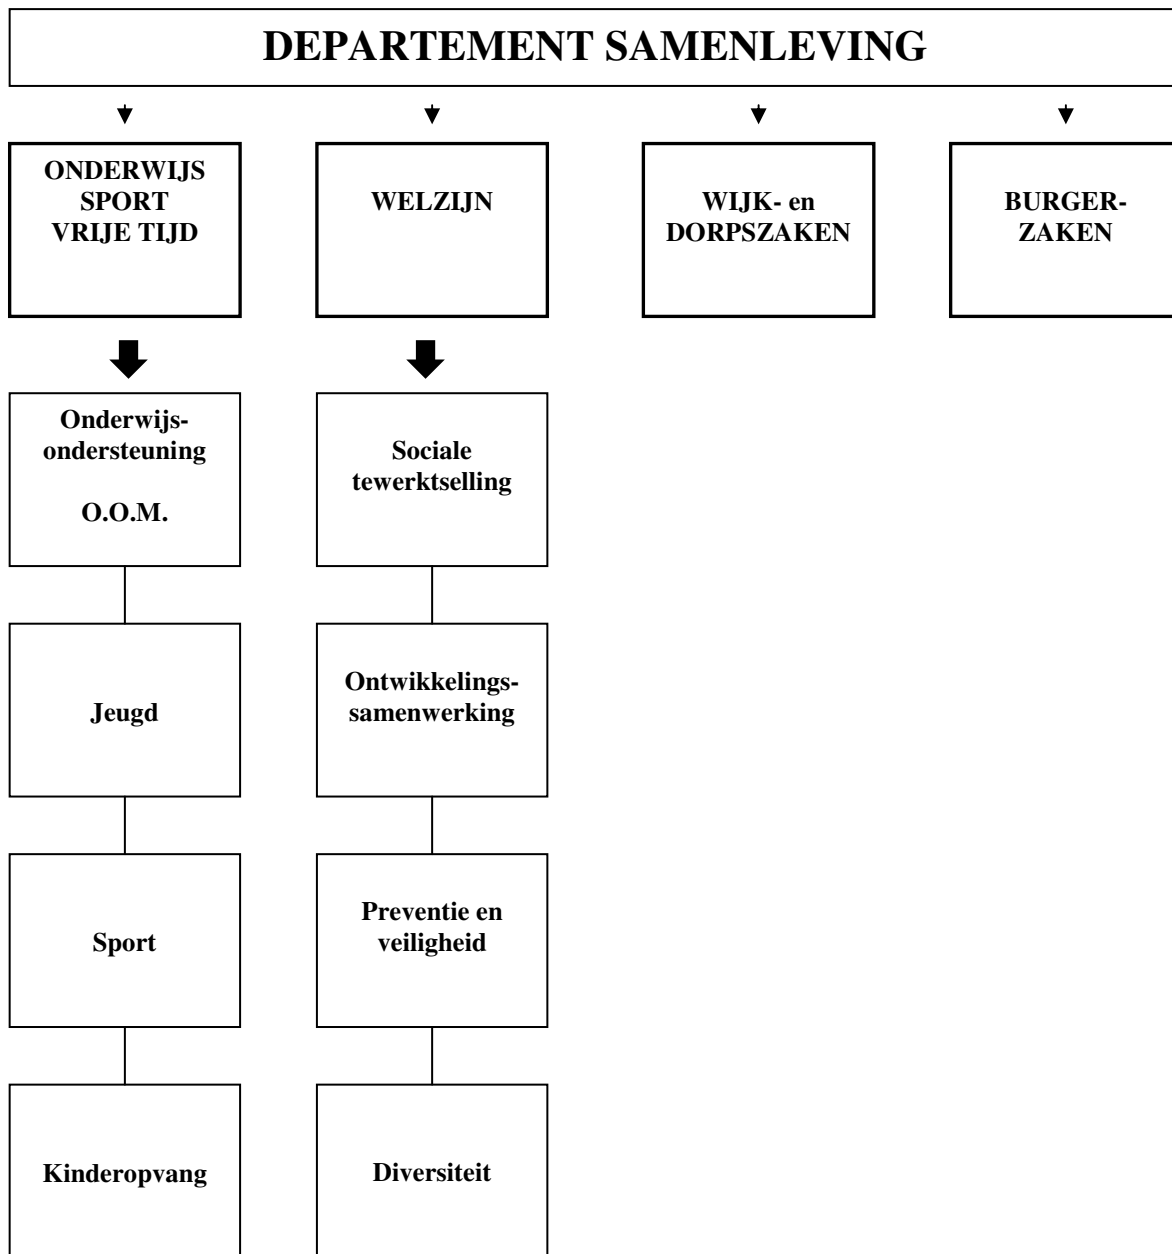 DEPARTEMENT SAMENLEVING
ONDERWIJS
SPORT
VRIJE TIJD
WELZIJN
WIJK- en
DORPSZAKEN
BURGER-
ZAKEN
Onderwijs-
ondersteuning
O.O.M.
Sociale
tewerktselling
Jeugd
Ontwikkelings-
samenwerking
Sport
Preventie en
veiligheid
Kinderopvang
Diversiteit